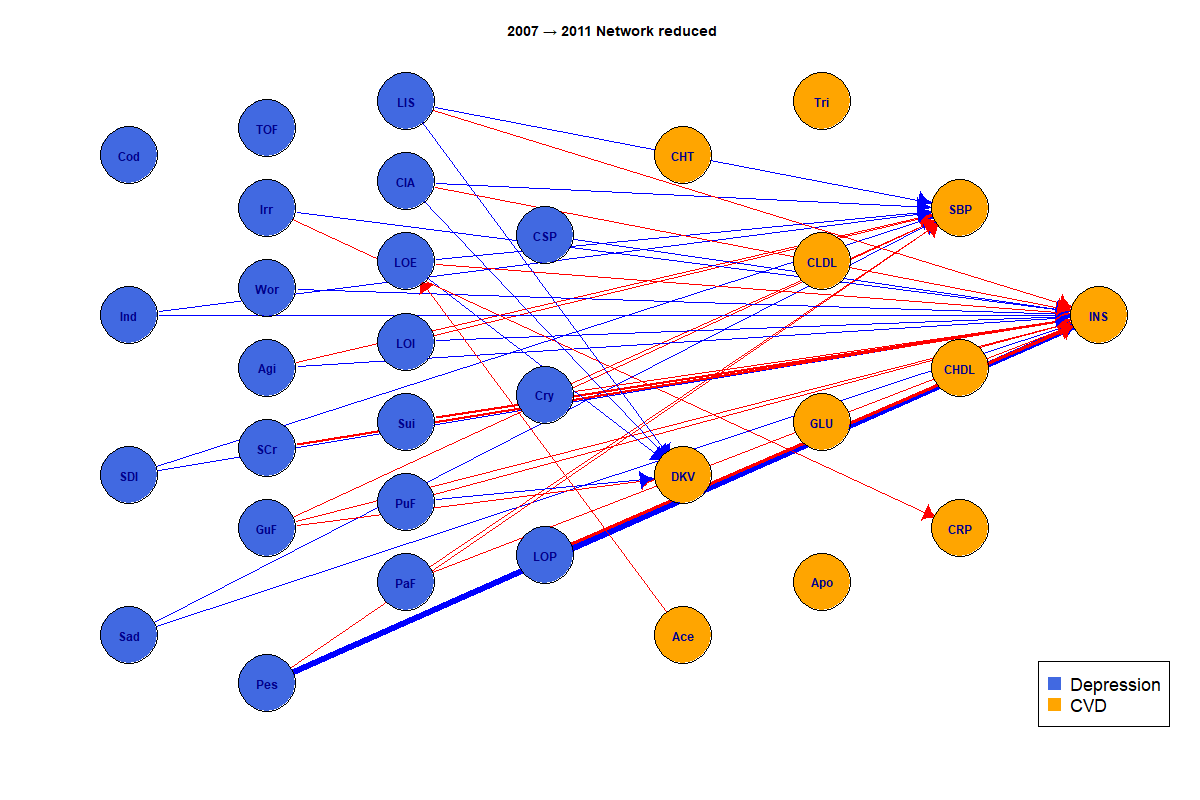 2007 → 2011 Network reduced
LIS
Tri
TOF
Cod
CHT
CIA
Irr
SBP
CSP
LOE
CLDL
Wor
Ind
INS
LOI
Agi
CHDL
Cry
Sui
GLU
SCr
SDI
DKV
PuF
GuF
CRP
LOP
PaF
Apo
Sad
Ace
Pes
Depression
CVD